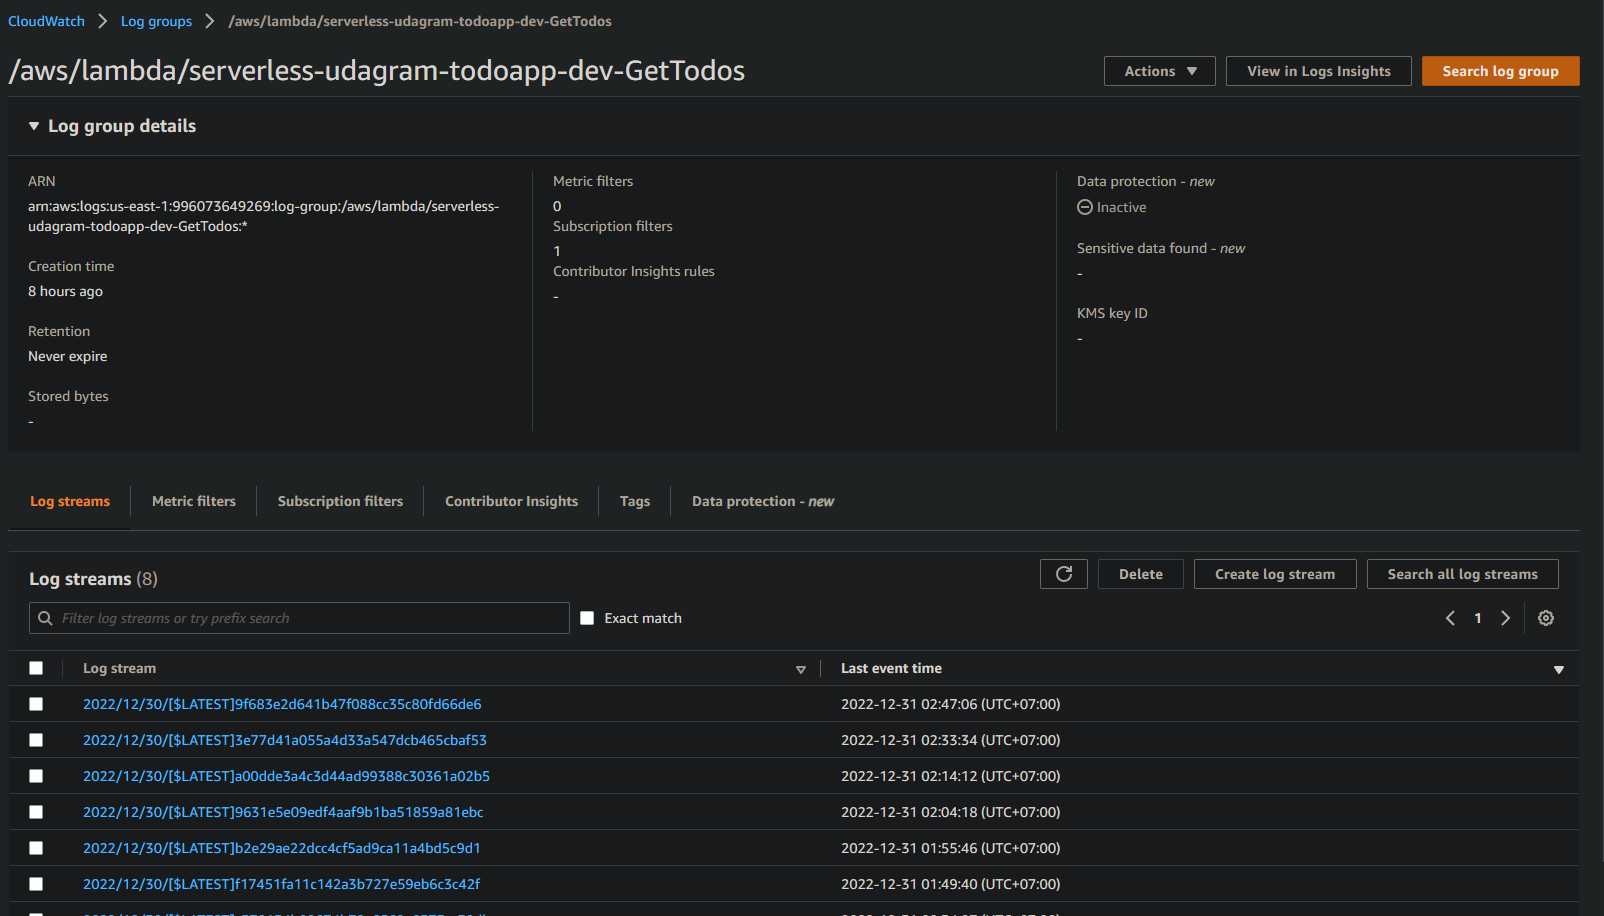 CloudWatch > Log groups > /aws/lambda/serverless-udagram-todoapp-dev-GetTodos
/aws/lambda/serverless-udagram-todoapp-dev-GetTodos
Actions
View in Logs Insights
Search log group
Log group details
ARN
arn:aws:logs:us-east-1:996073649269:log-group:/aws/lambda/serverless-
udagram-todoapp-dev-GetTodos:*
Creation time
8 hours ago
Retention
Never expire
Stored bytes
-
Metric filters
0
Subscription filters
1
Contributor Insights rules
-
Data protection - new
Inactive
Sensitive data found - new
-
KMS key ID
-
Log streams
Metric filters
Subscription filters
Contributor Insights
Tags
Data protection - new
Log streams (8)
Delete
Create log stream
Search all log streams
Filter log streams or try prefix search
Exact match
1
Log stream
Last event time
2022/12/30/[$LATEST]9f683e2d641b47f088cc35c80fd66de6 2022-12-31 02:47:06 (UTC+07:00)
2022/12/30/[$LATEST]3e77d41a055a4d33a547dcb465cbaf53 2022-12-31 02:33:34 (UTC+07:00)
2022/12/30/[$LATEST]a00dde3a4c3d44ad99388c30361a02b5 2022-12-31 02:14:12 (UTC+07:00)
2022/12/30/[$LATEST]9631e5e09edf4aaf9b1ba51859a81ebc 2022-12-31 02:04:18 (UTC+07:00)
2022/12/30/[$LATEST]b2e29ae22dcc4cf5ad9ca11a4bd5c9d1 2022-12-31 01:55:46 (UTC+07:00)
2022/12/30/[$LATEST]f17451fa11c142a3b727e59eb6c3c42f 2022-12-31 01:49:40 (UTC+07:00)